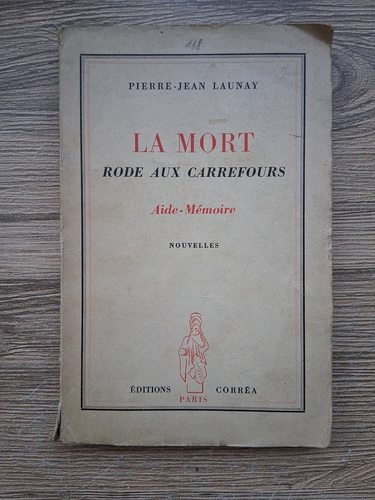 118
PIERRE-JEAN LAUNAY
LA MORT
RODE AUX CARREFOURS
Aide-Mémoire
NOUVELLES
ÉDITIONS CORRÊA
PARIS